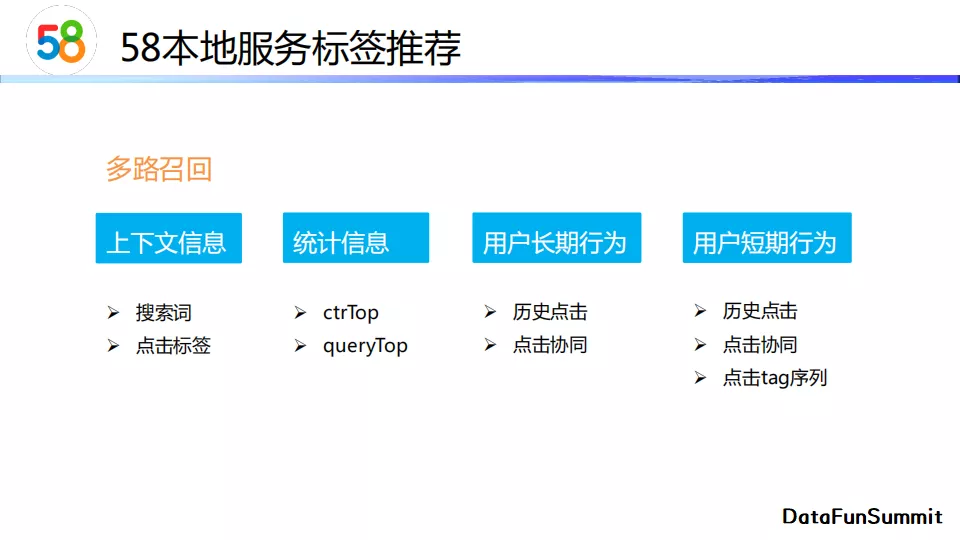 58
58本地服务标签推荐
多路召回
上下文信息
搜索词
点击标签
统计信息
ctrTop
queryTop
用户长期行为
历史点击
点击协同
用户短期行为
历史点击
点击协同
点击tag序列
DataFunSummit